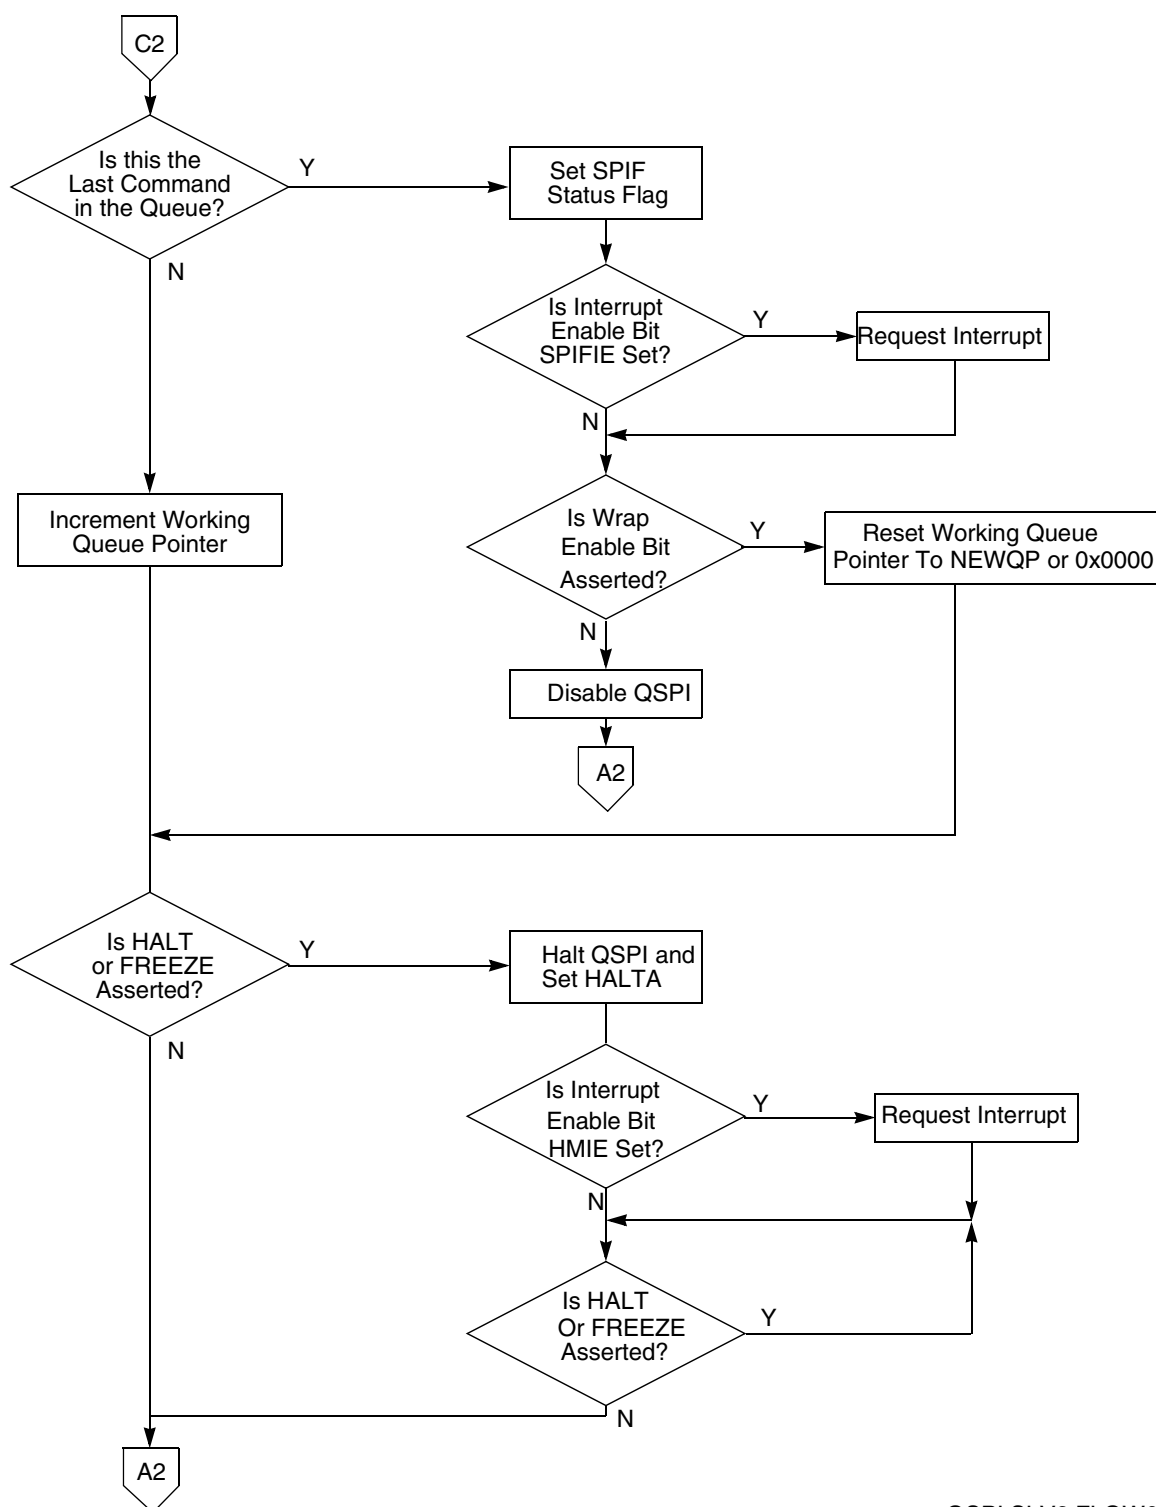 C2
Is this the
Last Command
in the Queue?
Y
N
Set SPIF
Status Flag
Is Interrupt
Enable Bit
SPIFIE Set?
Y
N
Request Interrupt
Increment Working
Queue Pointer
Is Wrap
Enable Bit
Asserted?
Y
N
Reset Working Queue
Pointer To NEWQP or 0x0000
Disable QSPI
A2
Is HALT
or FREEZE
Asserted?
Y
N
Halt QSPI and
Set HALTA
Is Interrupt
Enable Bit
HMIE Set?
Y
N
Request Interrupt
Is HALT
Or FREEZE
Asserted?
Y
N
A2